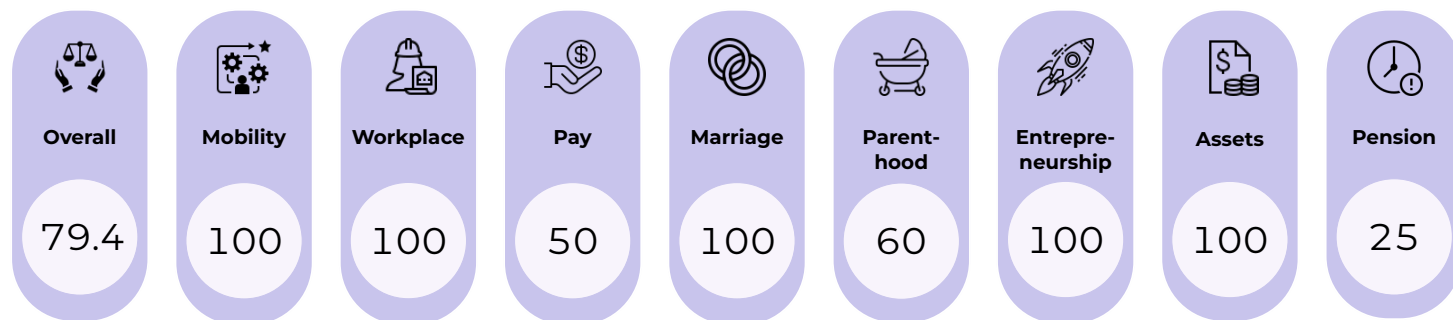 Overall
79.4
Mobility
100
Workplace
100
Pay
50
Marriage
100
Parent-
hood
60
Entrepre-
neurship
100
$
Assets
100
Pension
25